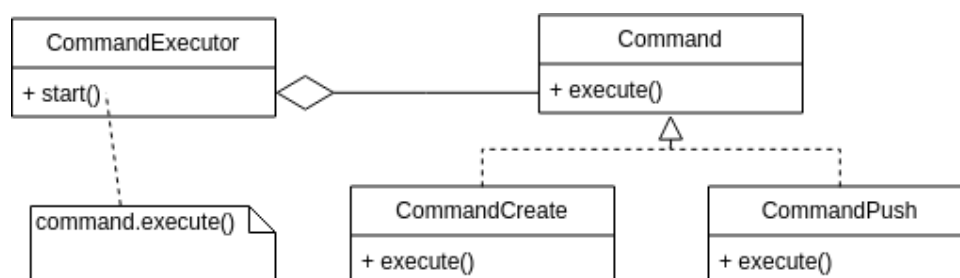 CommandExecutor
+ start()
Command
+ execute()
command.execute()
CommandCreate
+ execute()
CommandPush
+ execute()